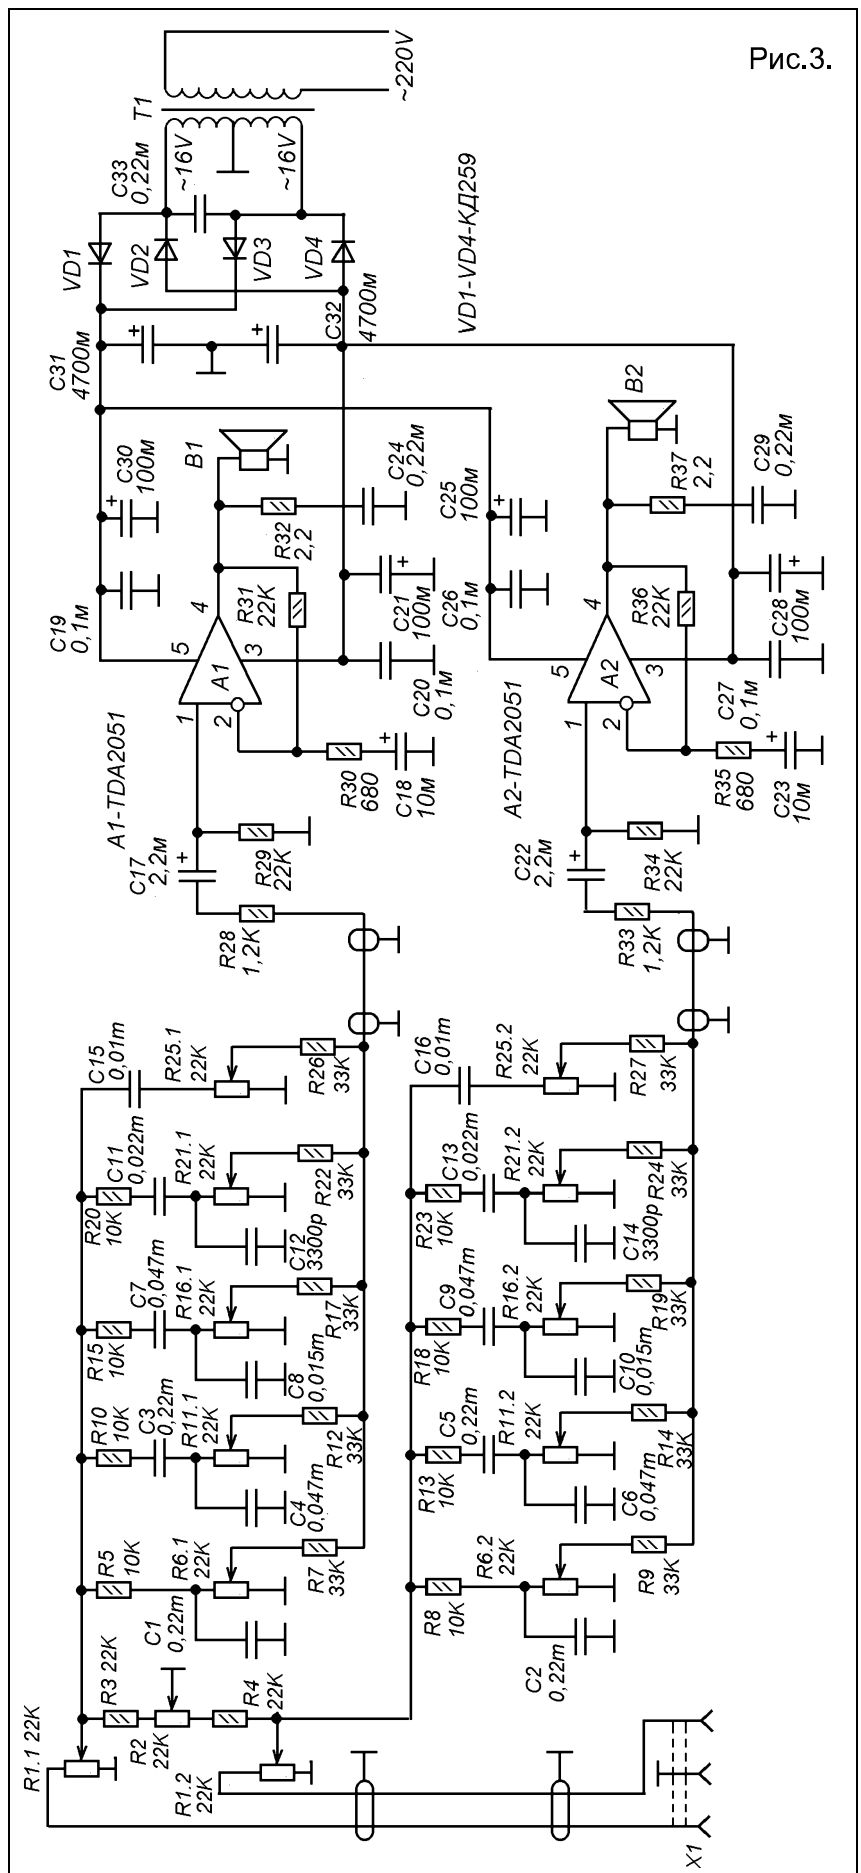 Рис.3.
~220V
T1
~16V
~16V
C33
0,22м
VD1
VD2
VD3
VD4
VD1-VD4-КД259
C31
4700м
C32
4700м
B1
B2
C30
100м
C24
0,22м
C25
100м
R37
2,2
C29
0,22м
R32
2,2
C19
0,1м
R31
22K
C21
100м
C26
0,1м
R36
22K
C28
100м
4
5
3
A1
1
2
C20
0,1м
4
5
3
A2
1
2
C27
0,1м
A1-TDA2051
R30
680
C18
10м
A2-TDA2051
R35
680
C23
10м
C17
2,2м
R29
22K
C22
2,2м
R34
22K
R28
1,2K
R33
1,2K
C15
0,01m
R25.1
22K
R26
33K
C16
0,01m
R25.2
22K
R27
33K
R20
10K
C11
0,022m
R21.1
22K
R22
33K
C12
3300p
R23
10K
C13
0,022m
R21.2
22K
R24
33K
C14
3300p
R15
10K
C7
0,047m
R16.1
22K
R17
33K
C8
0,015m
R18
10K
C9
0,047m
R16.2
22K
R19
33K
C10
0,015m
R10
10K
C3
0,22m
R11.1
22K
R12
33K
C4
0,047m
R13
10K
C5
0,22m
R11.2
22K
R14
33K
C6
0,047m
R5
10K
R6.1
22K
R7
33K
C1
0,22m
R8
10K
R6.2
22K
R9
33K
C2
0,22m
R3 22K
R2
22K
R4
22K
R1.1 22K
R1.2
22K
X1